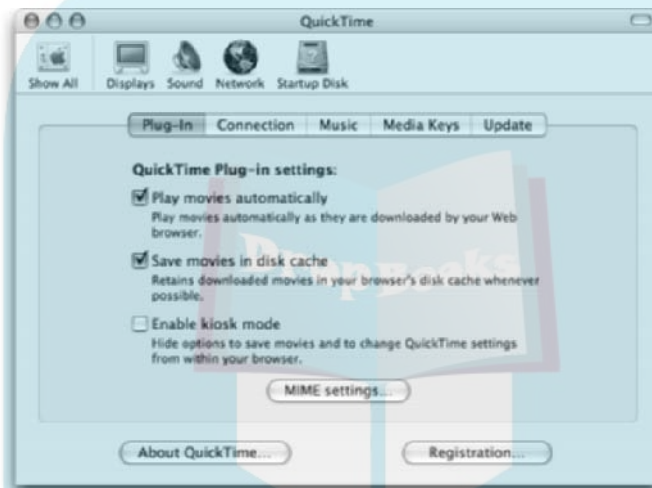 QuickTime
Show All Displays Sound Network Startup Disk
Plug-In Connection Music Media Keys Update
QuickTime Plug-in settings:
Play movies automatically
Play movies automatically as they are downloaded by your Web
browser.
Save movies in disk cache
Retains downloaded movies in your browser's disk cache whenever
possible.
Enable kiosk mode
Hide options to save movies and to change QuickTime settings
from within your browser.
MIME settings...
About QuickTime... Registration...
DropBooks